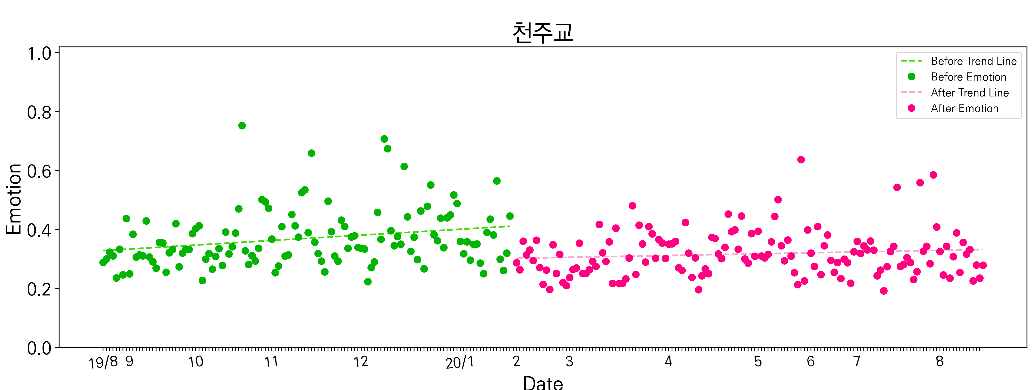 천주교
1.0
0.8
0.6
0.4
0.2
0.0
Emotion
Before Trend Line
Before Emotion
After Trend Line
After Emotion
19/8 9 10 11 12 20/1 2 3 4 5 6 7 8
Date